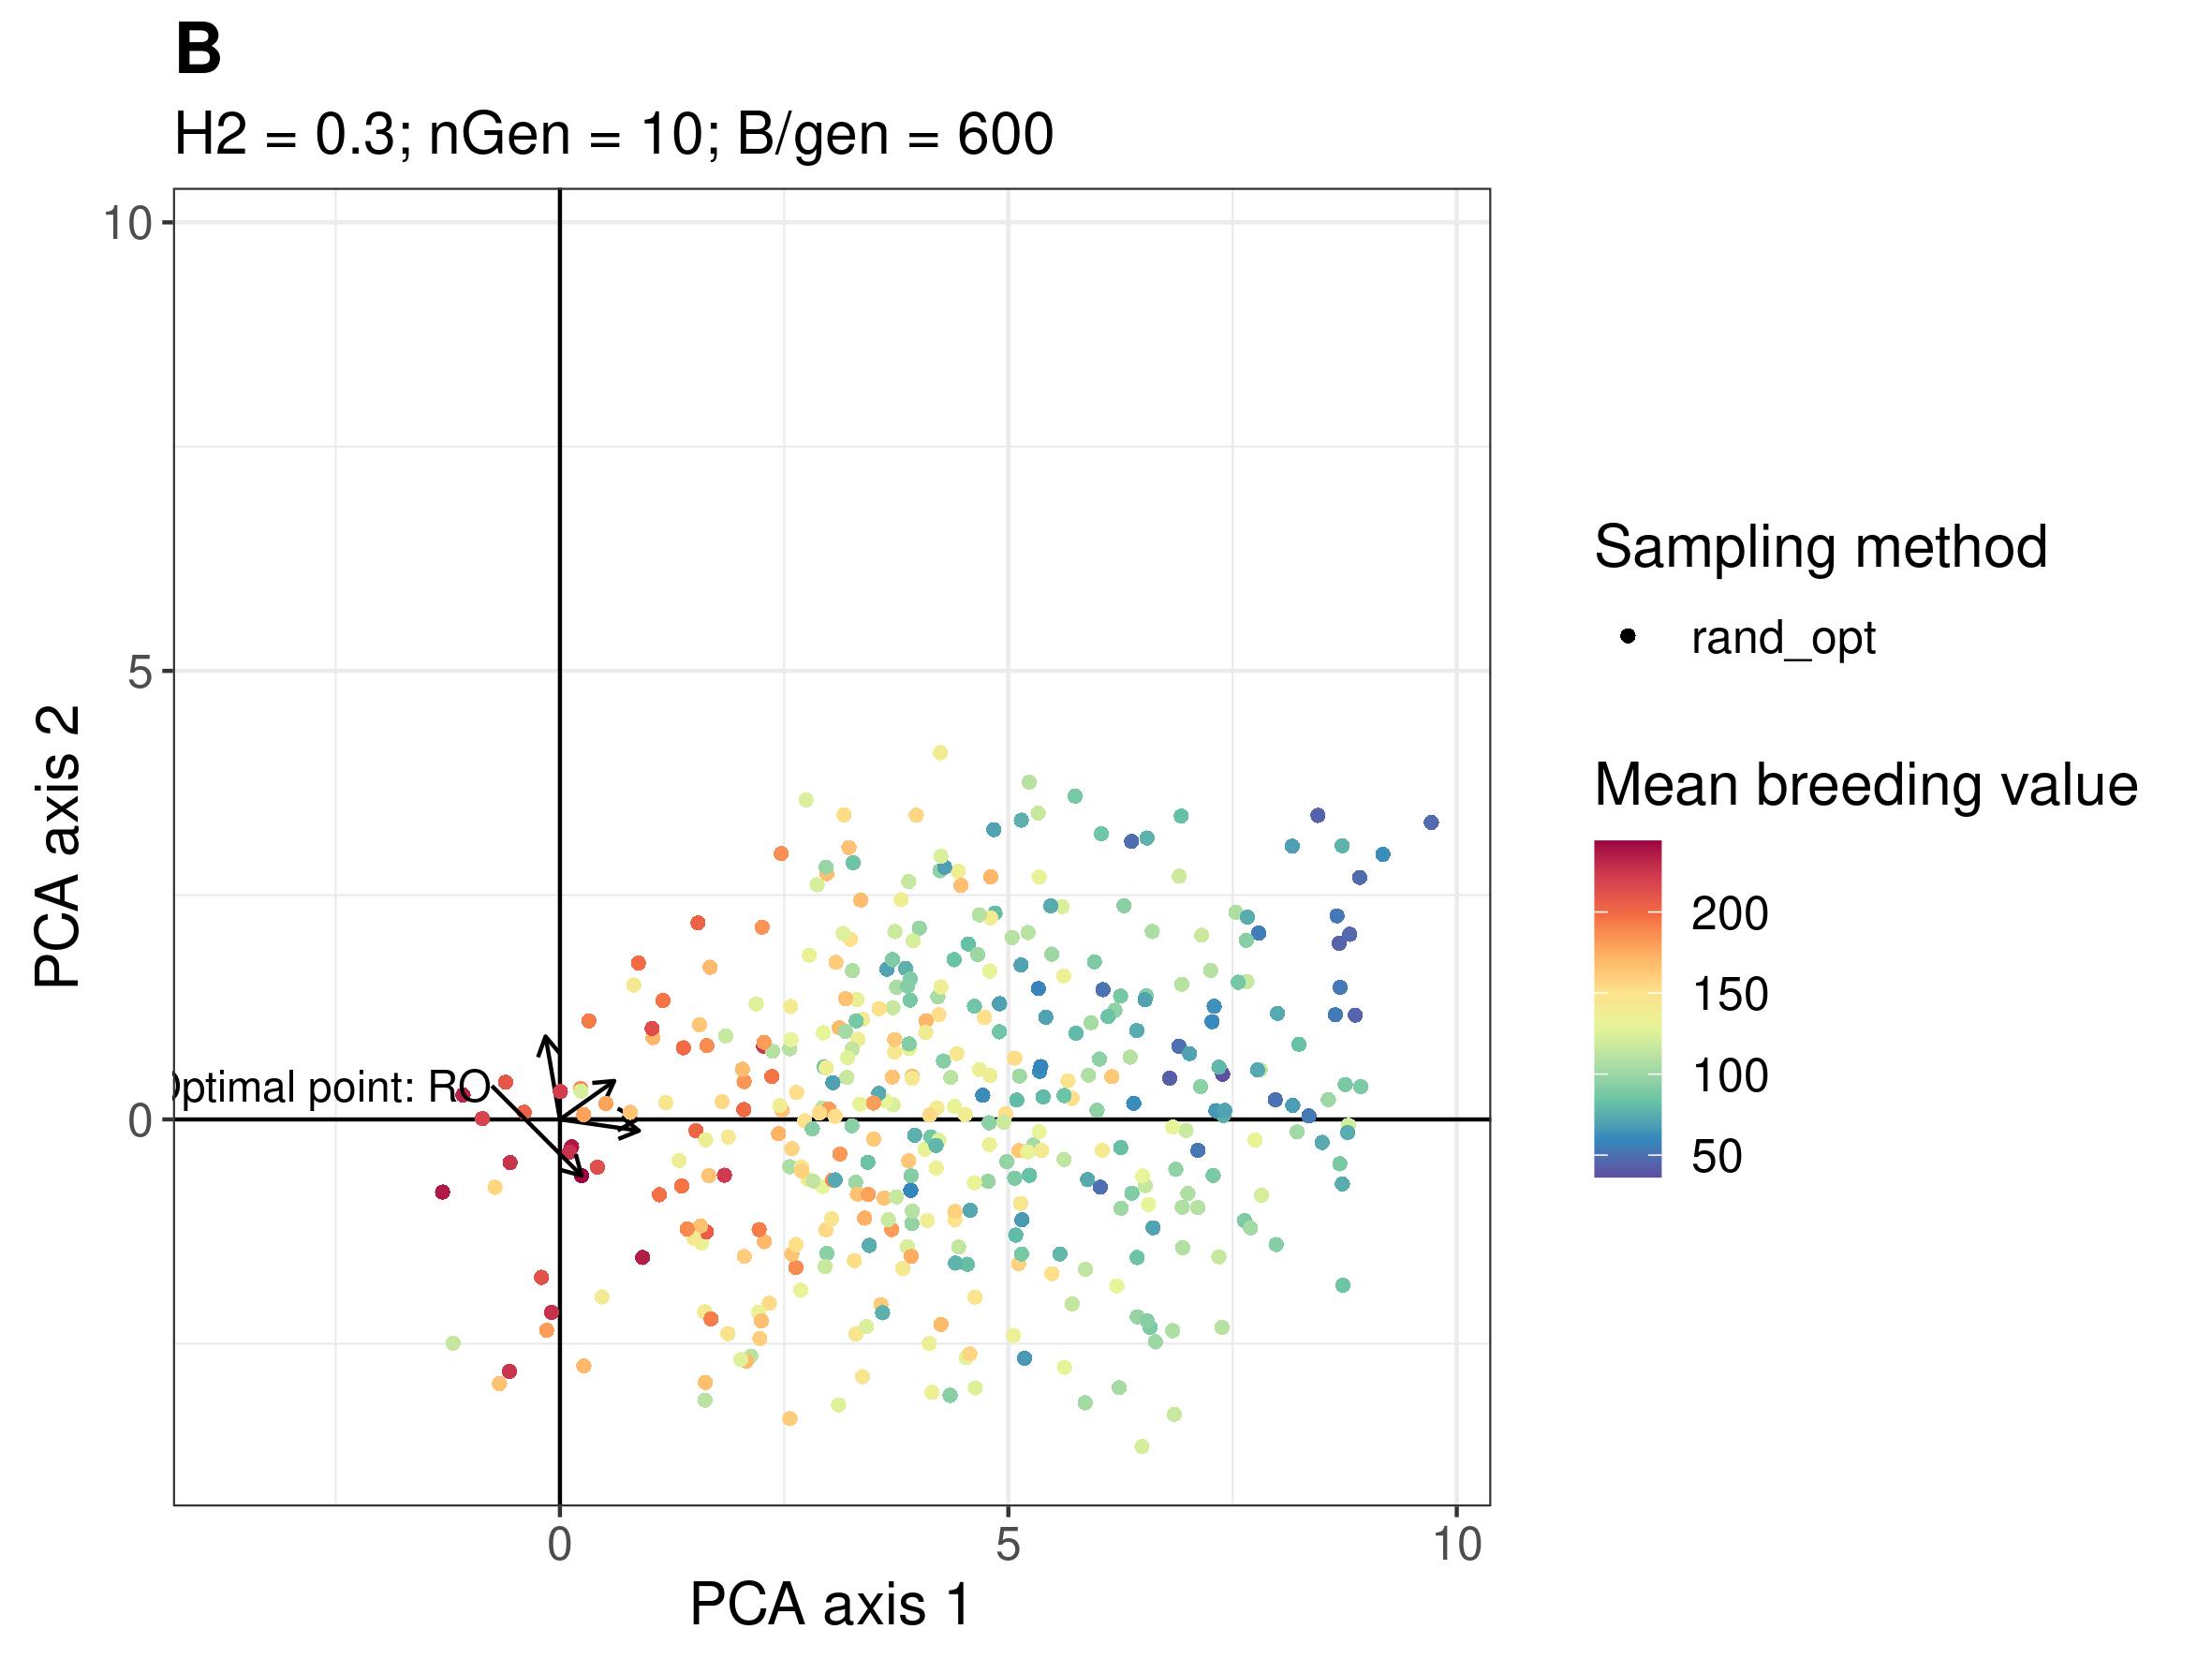 B
H2 = 0.3; nGen = 10; B/gen = 600
10
5
0
PCA axis 2
ptimal point: RO
0
5
10
PCA axis 1
Sampling method
rand_opt
Mean breeding value
200
150
100
50